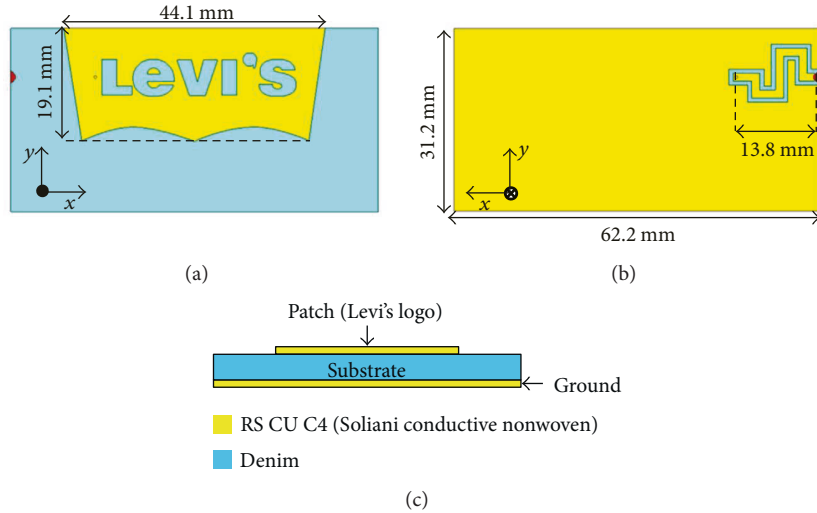 44.1 mm
19.1 mm
LEVI'S
y
x
(a)
31.2 mm
13.8 mm
y
x
62.2 mm
(b)
Patch (Levi's logo)
Substrate
Ground
RS CU C4 (Soliani conductive nonwoven)
Denim
(c)